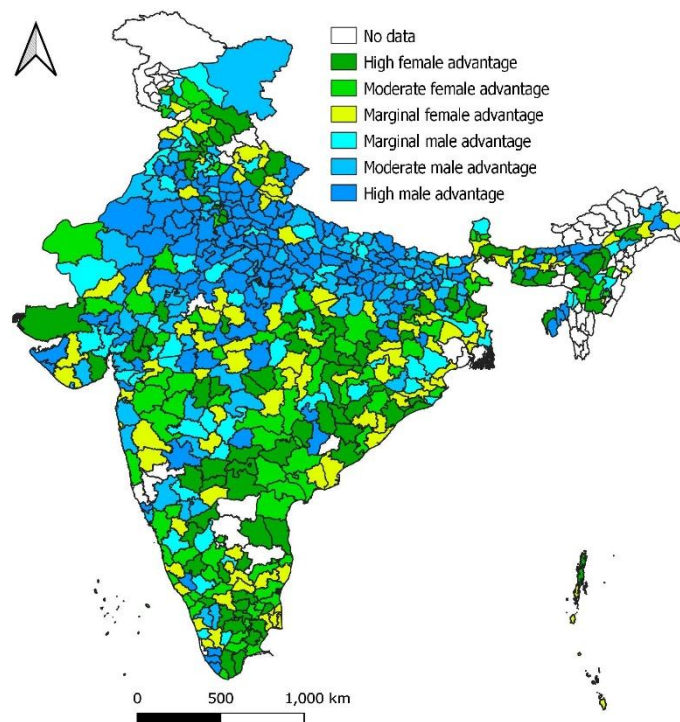 No data
High female advantage
Moderate female advantage
Marginal female advantage
Marginal male advantage
Moderate male advantage
High male advantage
0 500 1,000 km